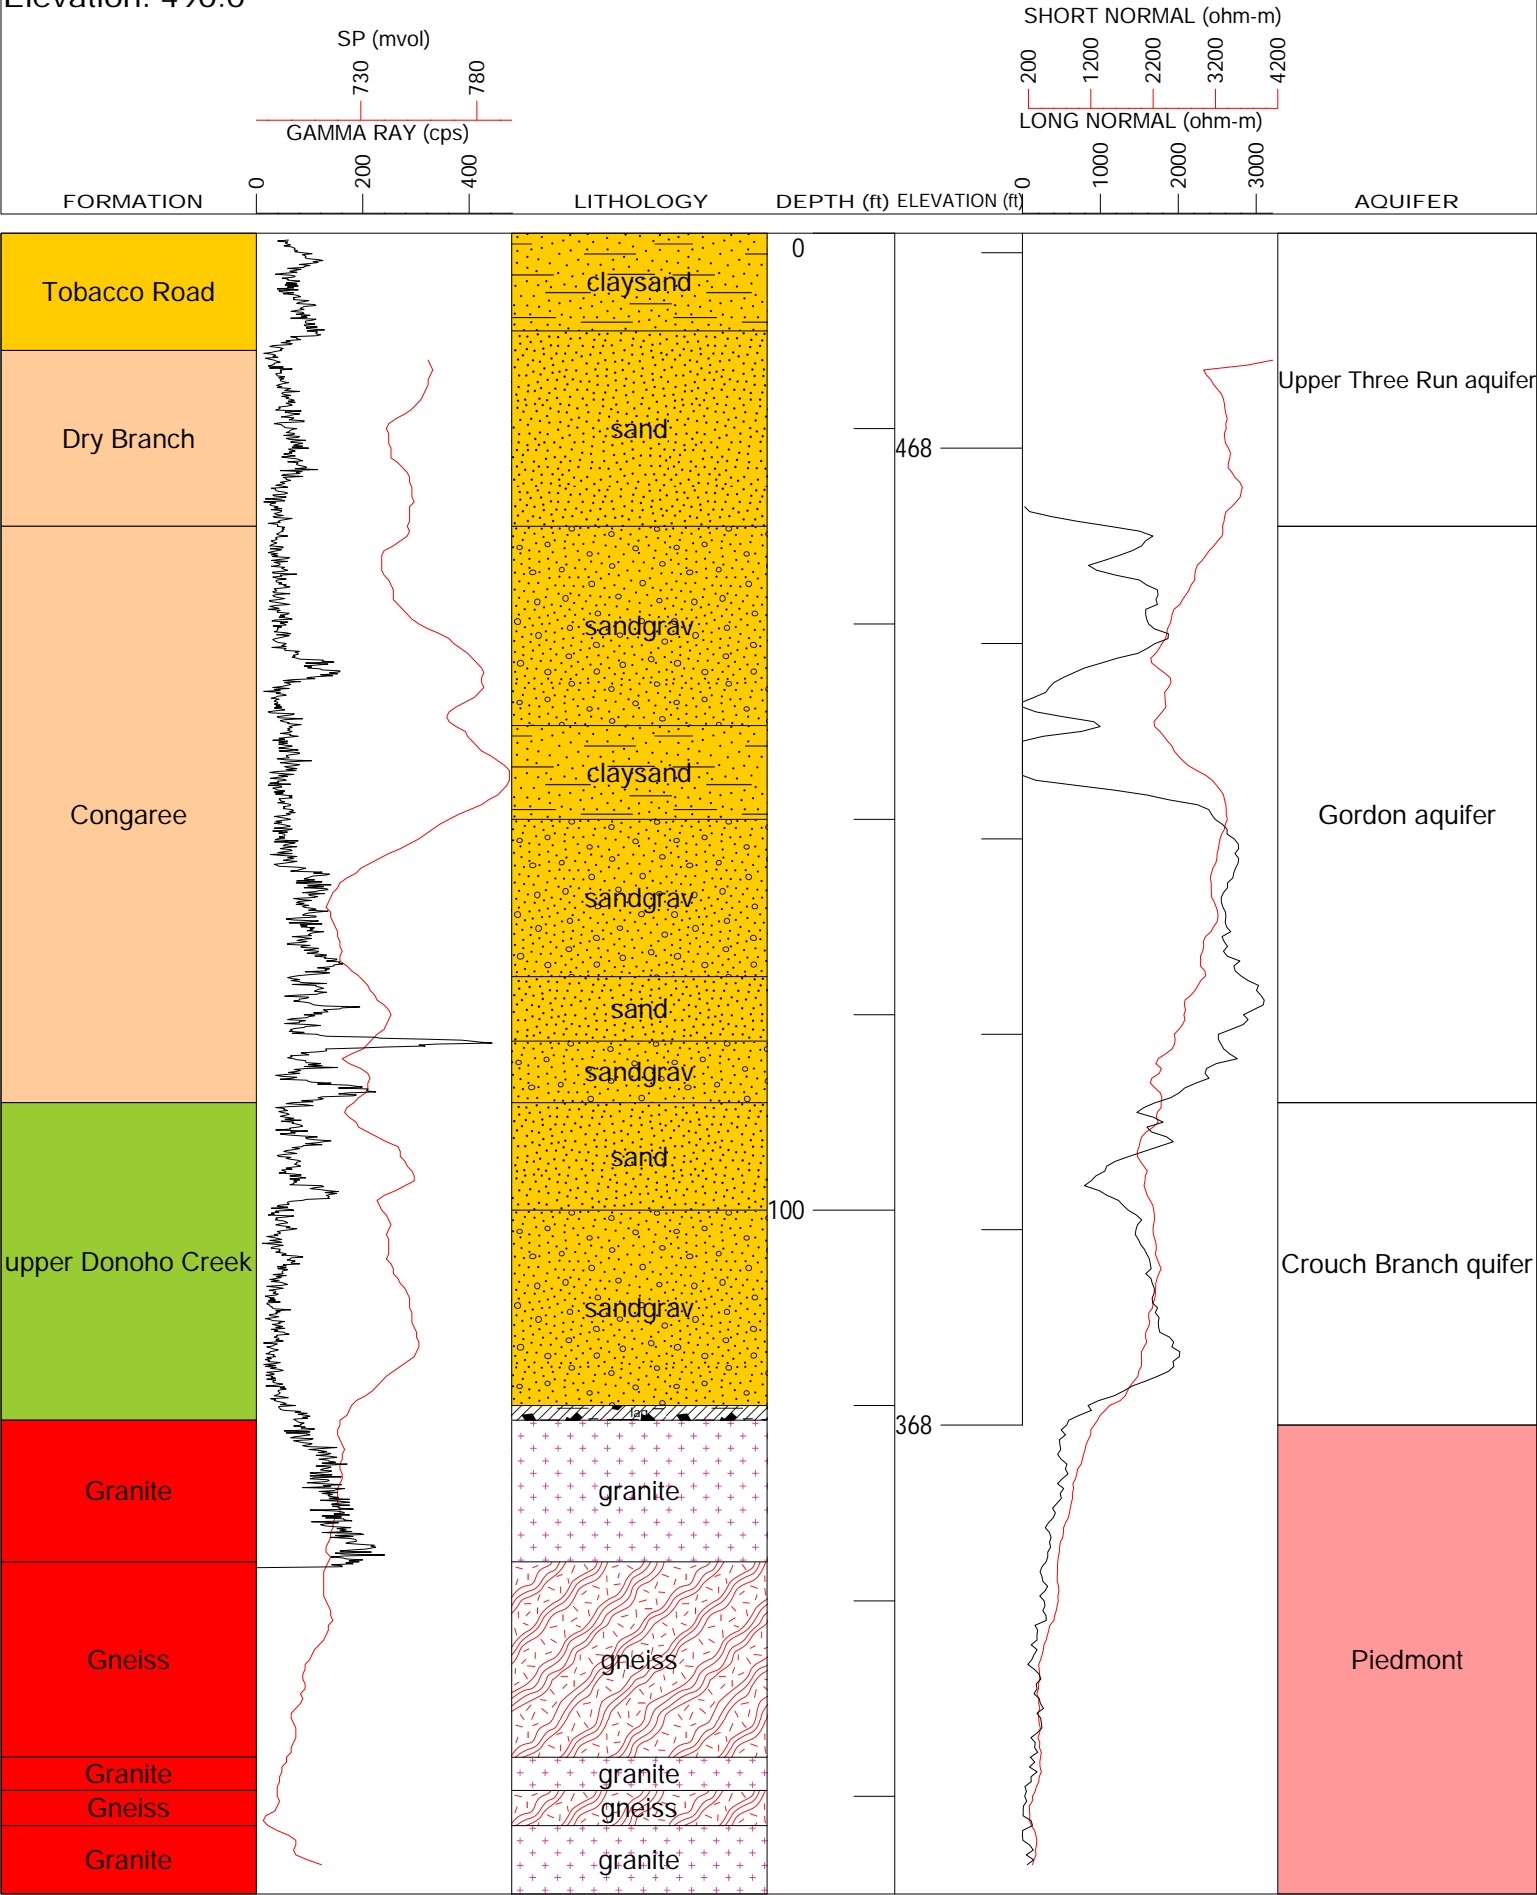 SHORT NORMAL (ohm-m)
200 1200 2200 3200 4200
SP (mvol)
730 780
LONG NORMAL (ohm-m)
0 1000 2000 3000
GAMMA RAY (cps)
0 200 400
FORMATION LITHOLOGY DEPTH (ft) ELEVATION (ft) AQUIFER
0
claysand
Tobacco Road
Upper Three Run aquifer
sand
Dry Branch
468
sandgrav
claysand
Congaree
Gordon aquifer
sandgrav
sand
sandgrav
sand
100
upper Donoho Creek
Crouch Branch quifer
sandgrav
368
Granite
granite
Gneiss
gneiss
Piedmont
Granite
granite
Gneiss
gneiss
Granite
granite